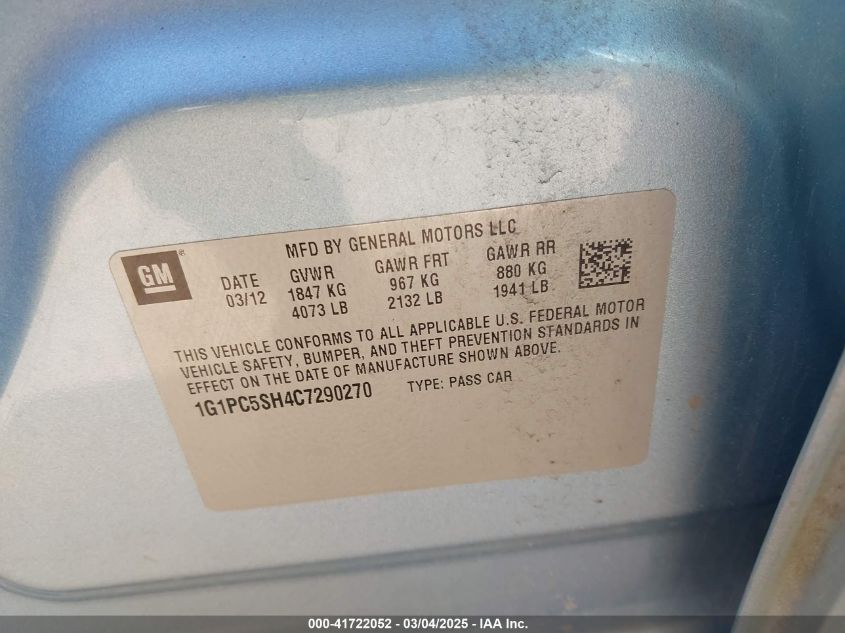 GM ®
MFD BY GENERAL MOTORS LLC
DATE GVWR GAWR FRT GAWR RR
03/12 1847 KG 967 KG 880 KG
4073 LB 2132 LB 1941 LB
THIS VEHICLE CONFORMS TO ALL APPLICABLE U.S. FEDERAL MOTOR
VEHICLE SAFETY, BUMPER, AND THEFT PREVENTION STANDARDS IN
EFFECT ON THE DATE OF MANUFACTURE SHOWN ABOVE.
1G1PC5SH4C7290270 TYPE: PASS CAR
000-41722052 - 03/04/2025 - IAA Inc.